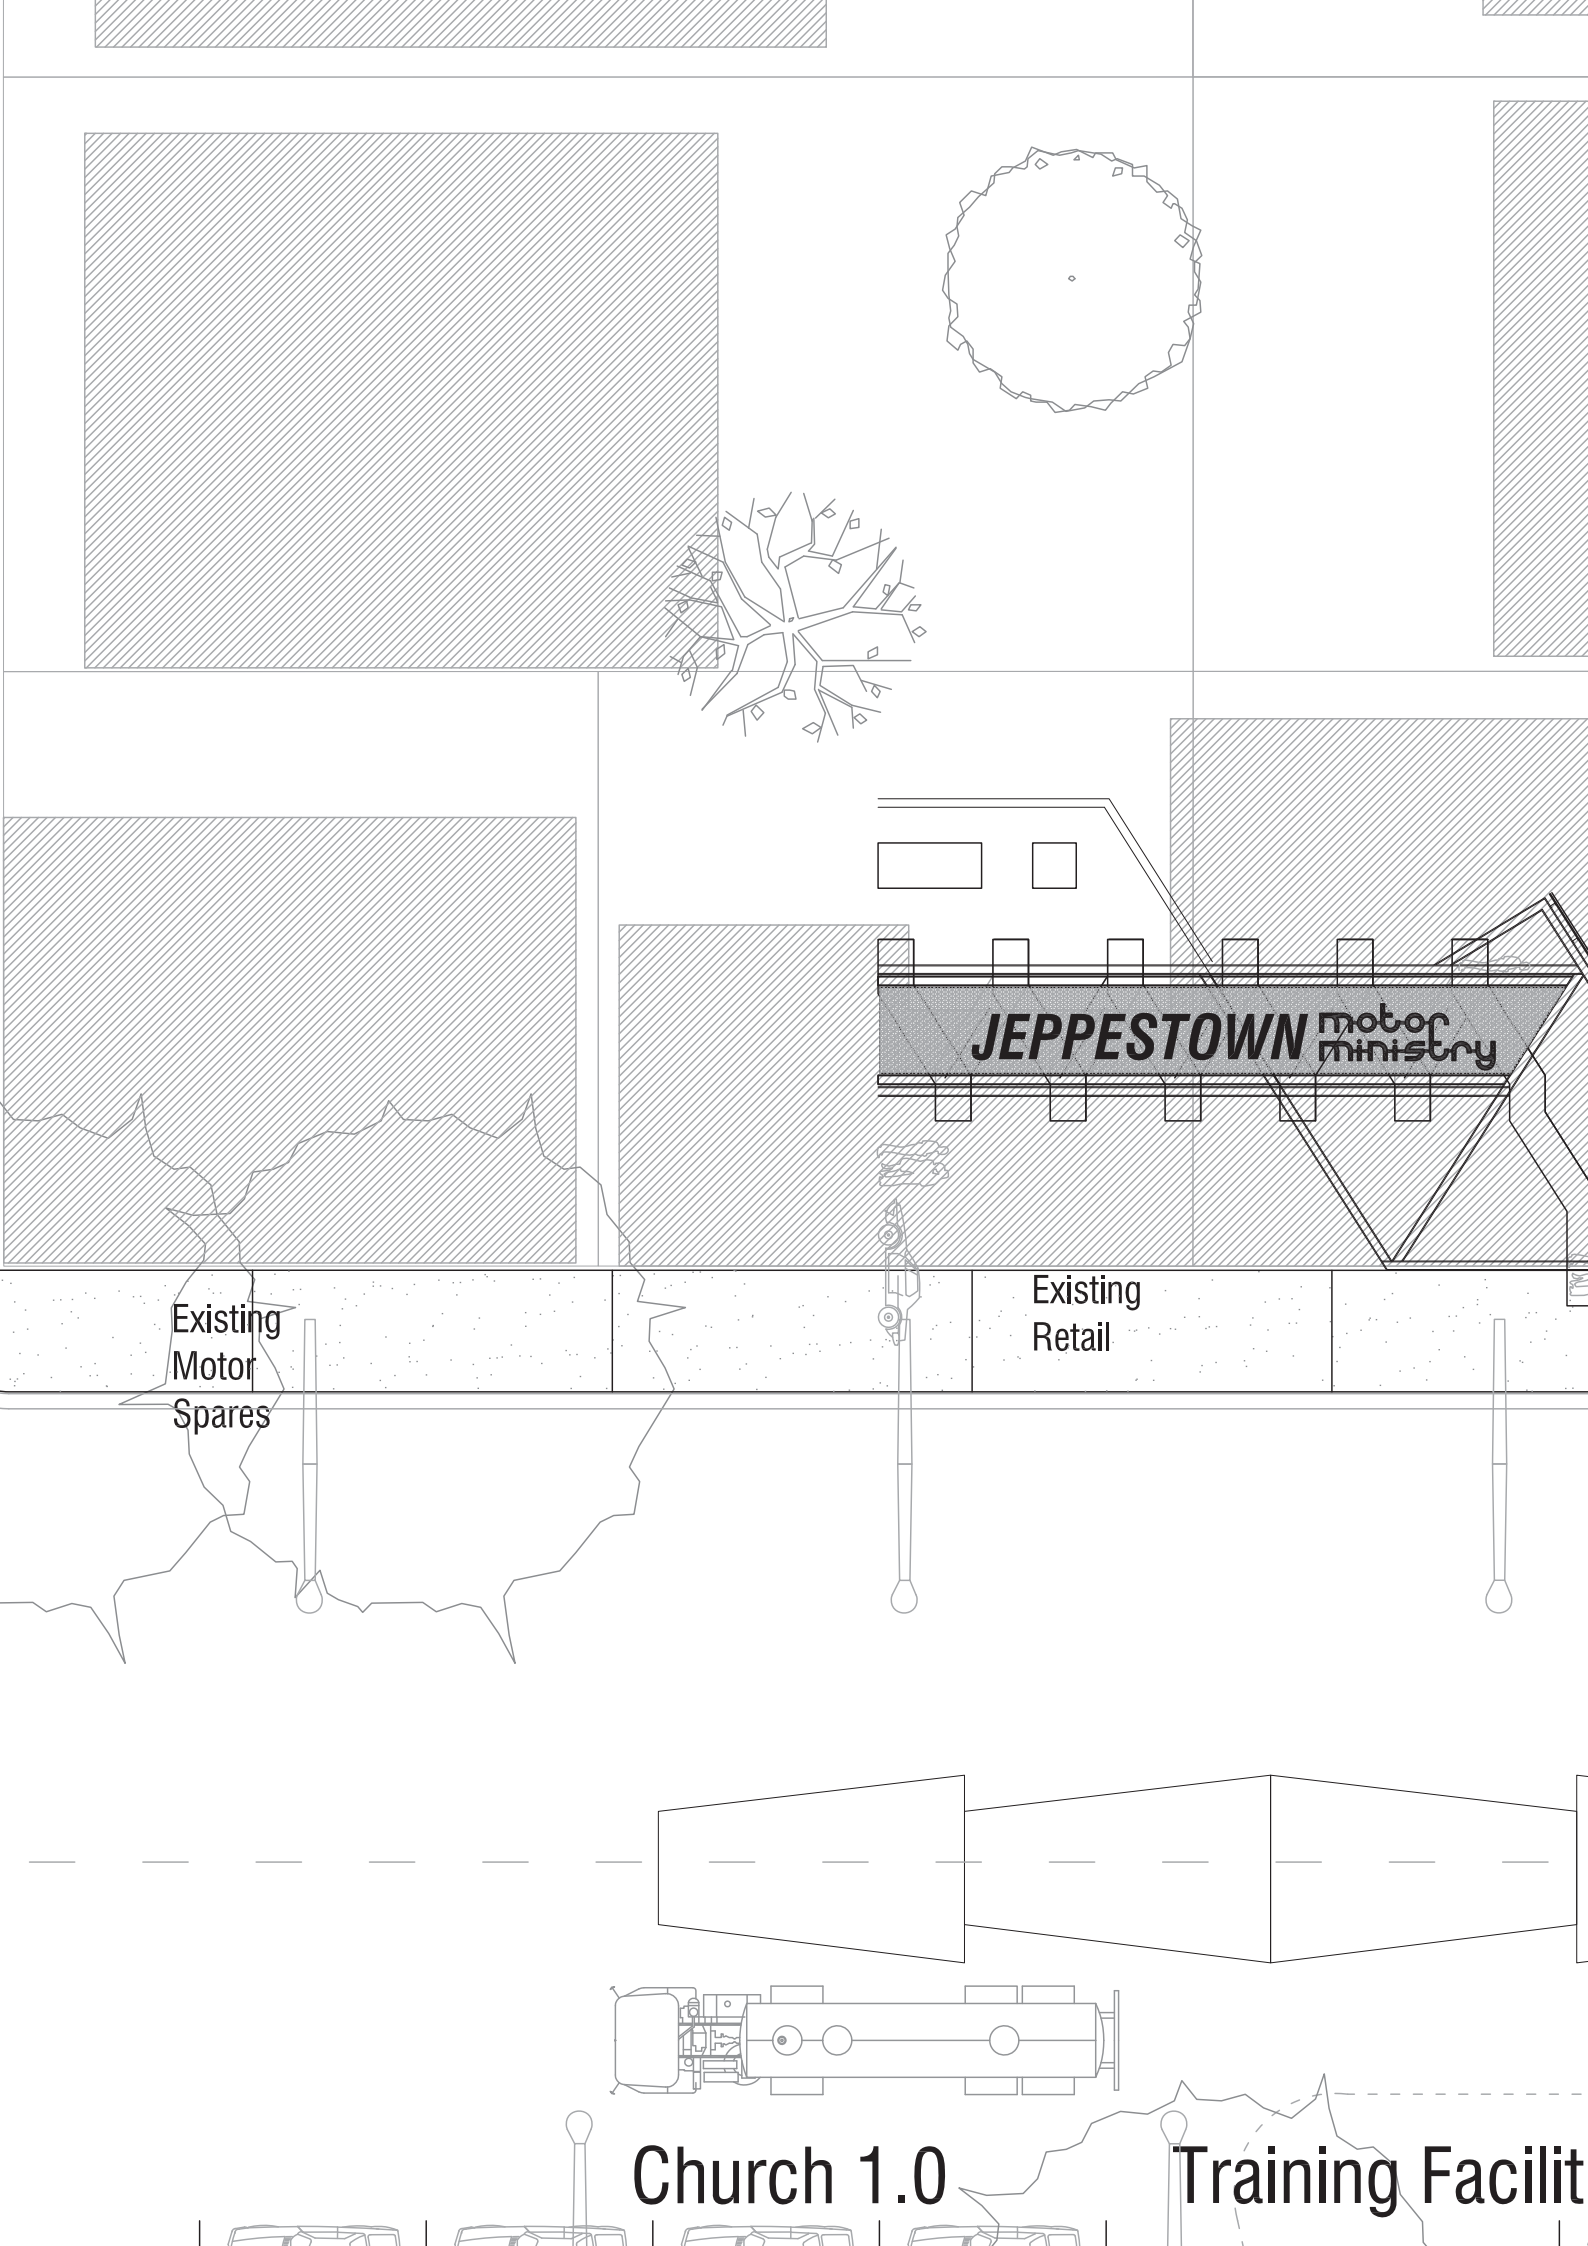 JEPPESTOWN motor
ministry
Existing
Motor
Spares
Existing
Retail
Church 1.0
Training Facilit